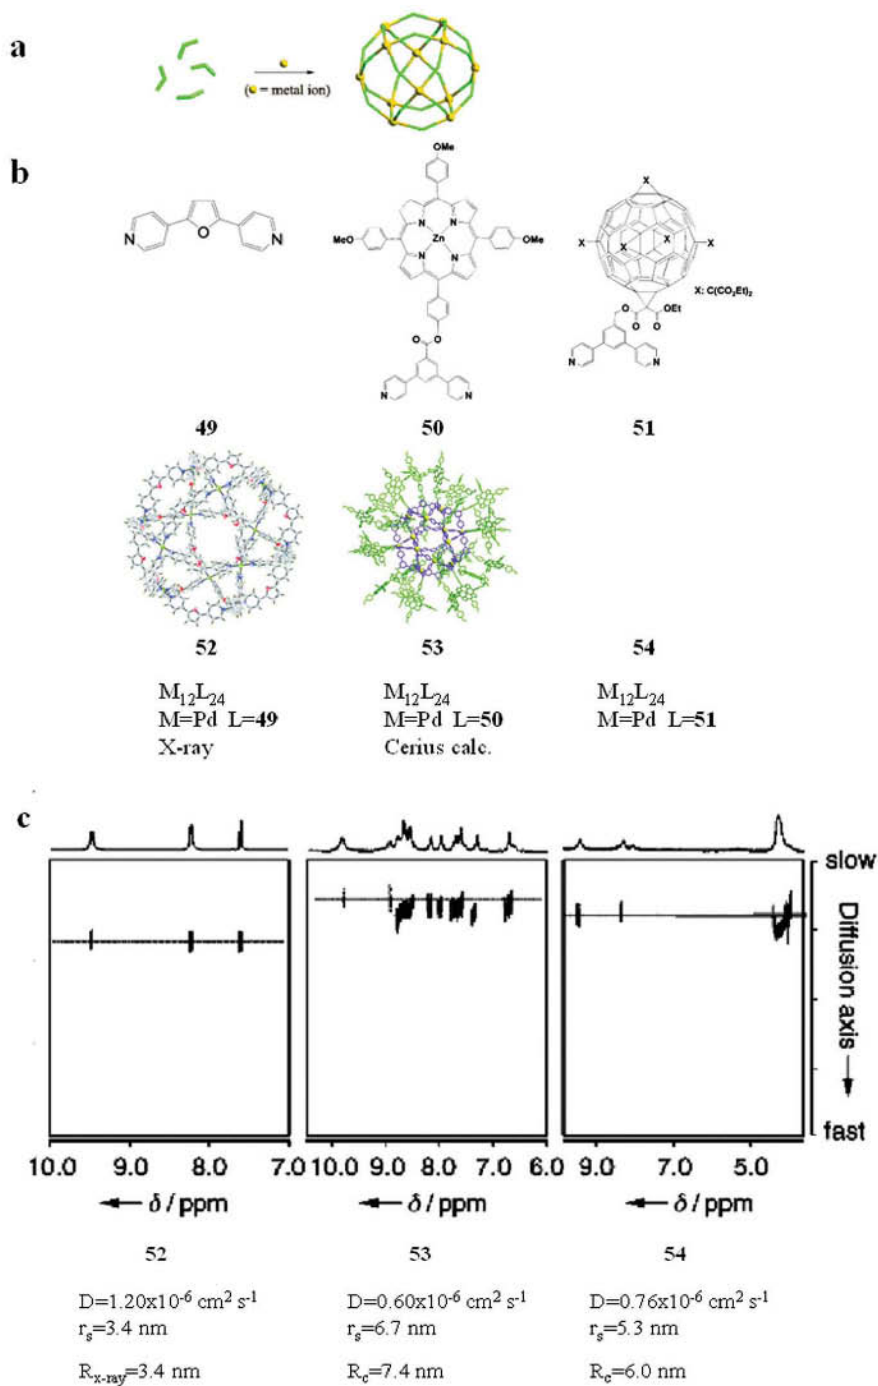 a
(● = metal ion)
b
OMe
MeO
OMe
N
N
N
N
Zn
O
O
N
N
N
O
N
X
X
X
X
X
X: C(CO₂Et)₂
O
OEt
O
O
N
N
49
50
51
52
53
54
M₁₂L₂₄
M=Pd L=49
X-ray
M₁₂L₂₄
M=Pd L=50
Cerius calc.
M₁₂L₂₄
M=Pd L=51
c
slow
Diffusion axis
fast
10.0 9.0 8.0 7.0
10.0 9.0 8.0 7.0 6.0
9.0 7.0 5.0
δ / ppm
δ / ppm
δ / ppm
52
53
54
D=1.20x10⁻⁶ cm² s⁻¹
rₛ=3.4 nm
R_x-ray=3.4 nm
D=0.60x10⁻⁶ cm² s⁻¹
rₛ=6.7 nm
R_c=7.4 nm
D=0.76x10⁻⁶ cm² s⁻¹
rₛ=5.3 nm
R_c=6.0 nm